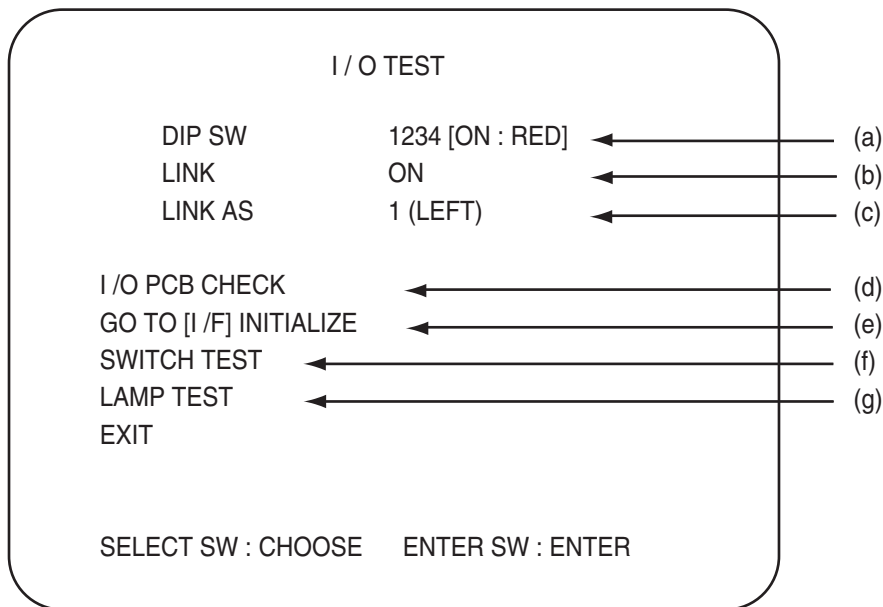 I / O TEST
DIP SW 1234 [ON : RED] (a)
LINK ON (b)
LINK AS 1 (LEFT) (c)
I /O PCB CHECK (d)
GO TO [I /F] INITIALIZE (e)
SWITCH TEST (f)
LAMP TEST (g)
EXIT
SELECT SW : CHOOSE ENTER SW : ENTER